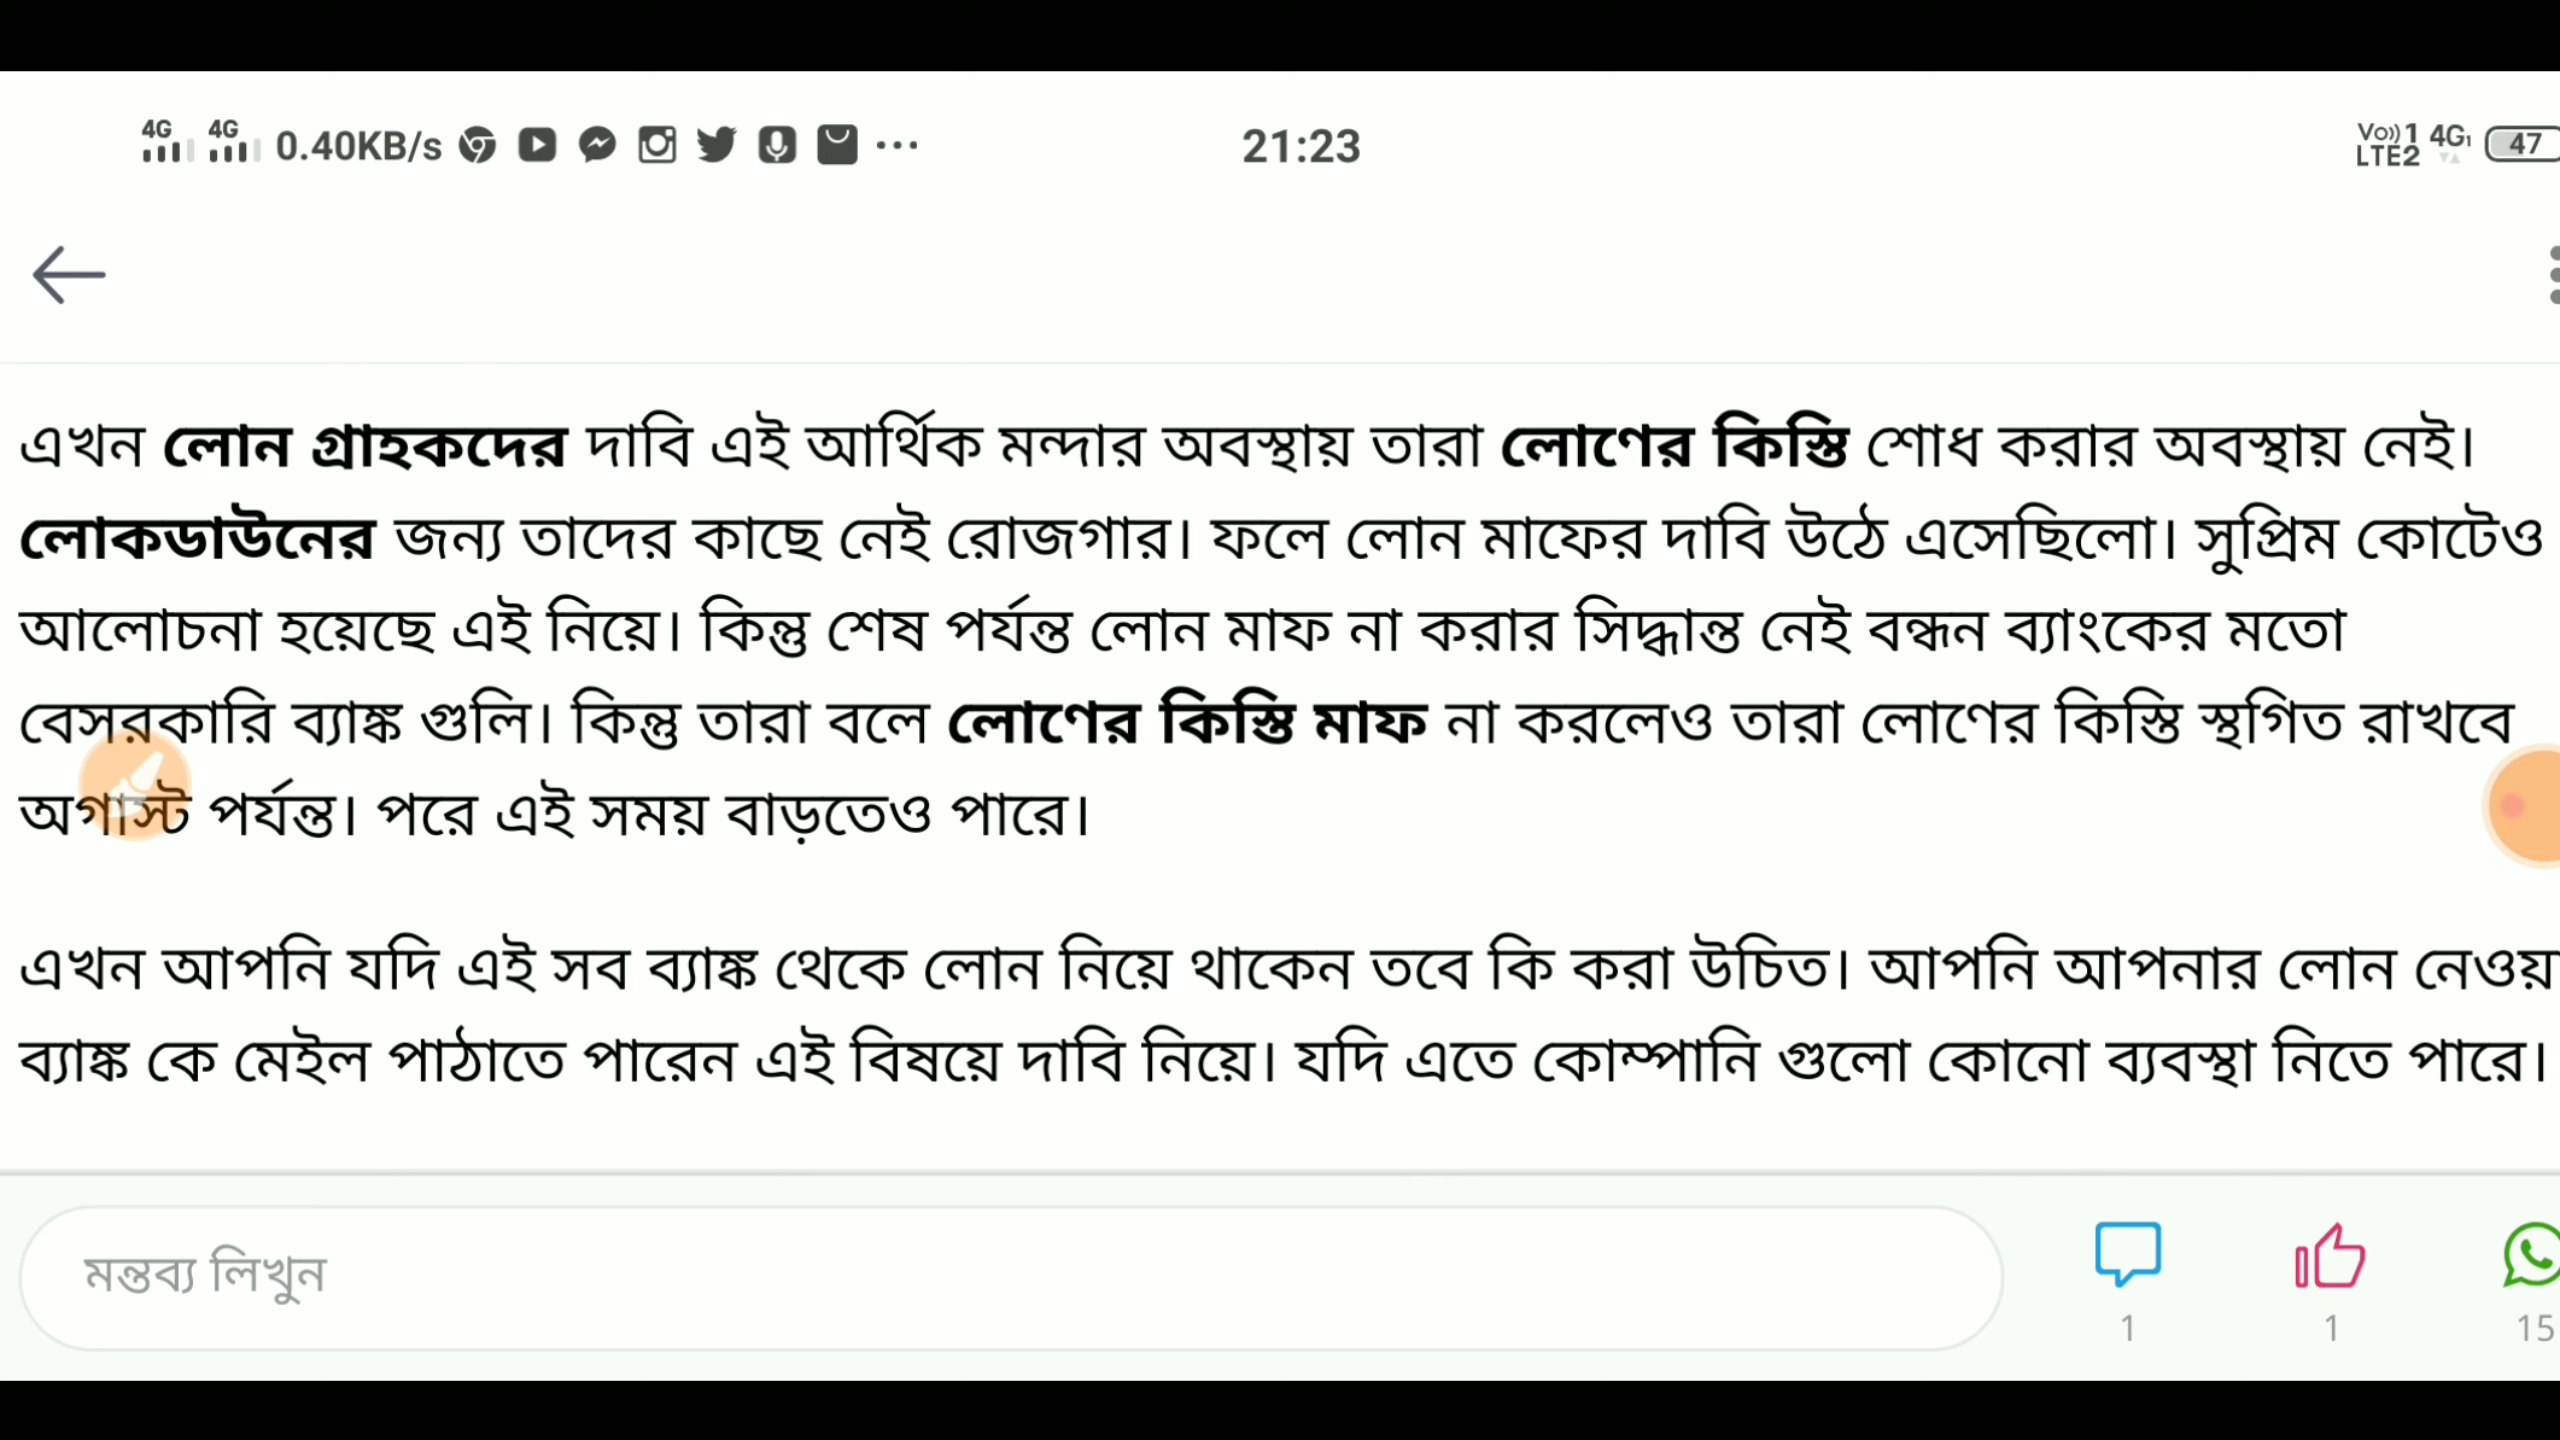 4G 4G 0.40KB/s 21:23 Vo)) 1 LTE2 4G1 47
এখন লোন গ্রাহকদের দাবি এই আর্থিক মন্দার অবস্থায় তারা লোণের কিস্তি শোধ করার অবস্থায় নেই।
লোকডাউনের জন্য তাদের কাছে নেই রোজগার। ফলে লোন মাফের দাবি উঠে এসেছিলো। সুপ্রিম কোটেও
আলোচনা হয়েছে এই নিয়ে। কিন্তু শেষ পর্যন্ত লোন মাফ না করার সিদ্ধান্ত নেই বন্ধন ব্যাংকের মতো
বেসরকারি ব্যাঙ্ক গুলি। কিন্তু তারা বলে লোণের কিস্তি মাফ না করলেও তারা লোণের কিস্তি স্থগিত রাখবে
অগাস্ট পর্যন্ত। পরে এই সময় বাড়তেও পারে।
এখন আপনি যদি এই সব ব্যাঙ্ক থেকে লোন নিয়ে থাকেন তবে কি করা উচিত। আপনি আপনার লোন নেওয়
ব্যাঙ্ক কে মেইল পাঠাতে পারেন এই বিষয়ে দাবি নিয়ে। যদি এতে কোম্পানি গুলো কোনো ব্যবস্থা নিতে পারে।
মন্তব্য লিখুন
1 1 15